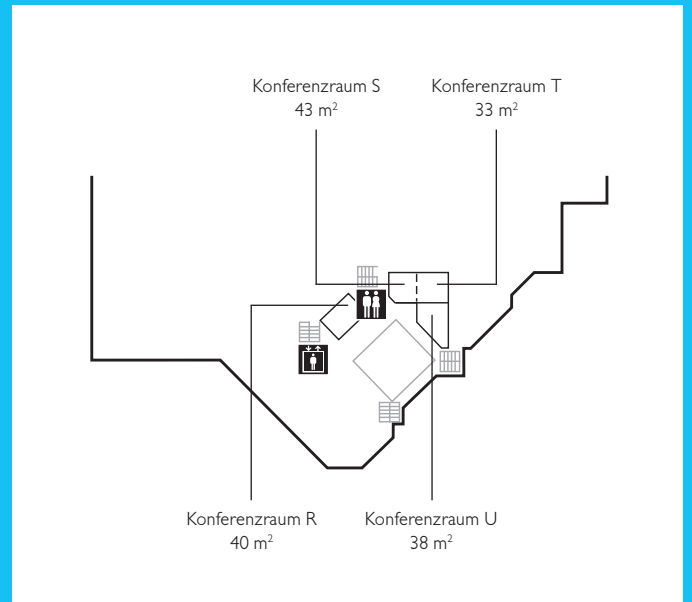 Konferenzraum S
43 m²
Konferenzraum T
33 m²
Konferenzraum R
40 m²
Konferenzraum U
38 m²